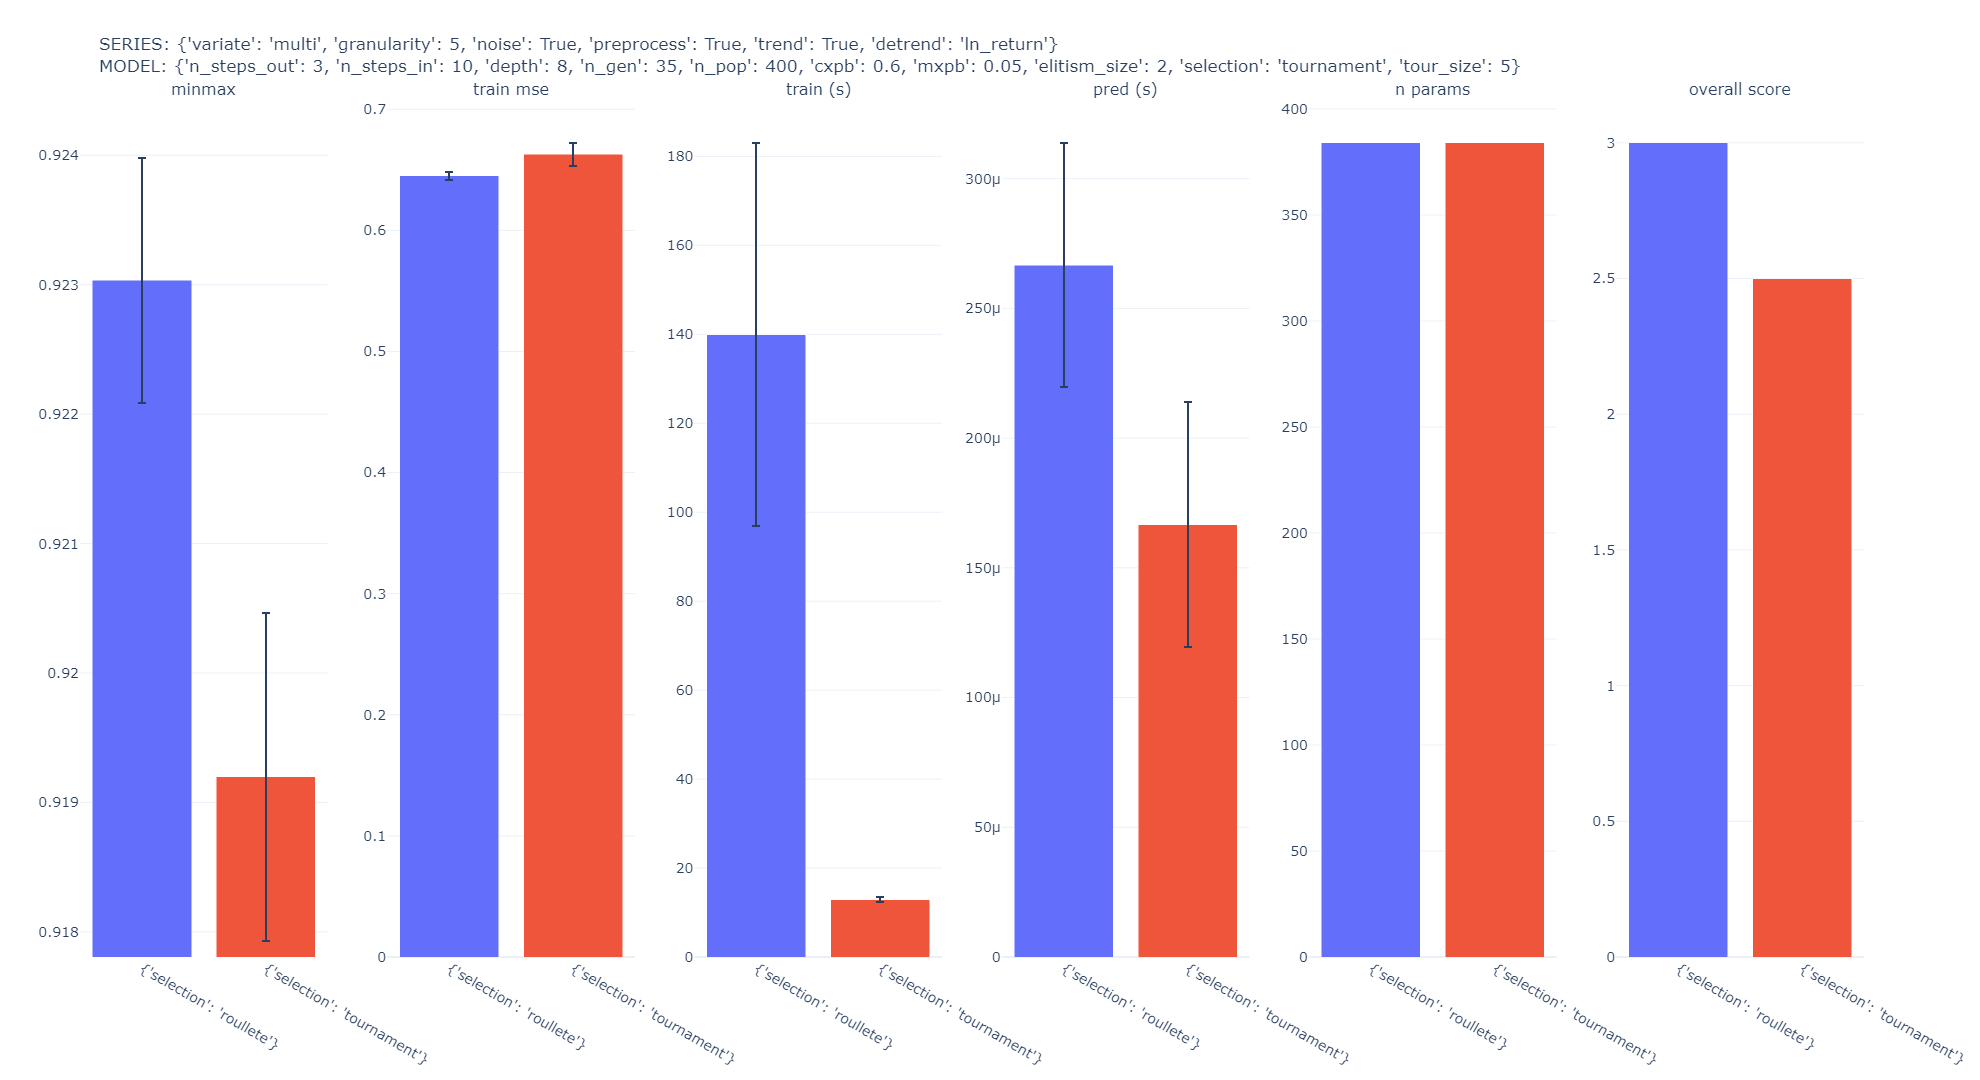 SERIES: {'variate': 'multi', 'granularity': 5, 'noise': True, 'preprocess': True, 'trend': True, 'detrend': 'ln_return'}
MODEL: {'n_steps_out': 3, 'n_steps_in': 10, 'depth': 8, 'n_gen': 35, 'n_pop': 400, 'cxpb': 0.6, 'mxpb': 0.05, 'elitism_size': 2, 'selection': 'tournament', 'tour_size': 5}
minmax
0.924
0.923
0.922
0.921
0.92
0.919
0.918
{'selection': 'roullete'}
{'selection': 'tournament'}
train mse
0.7
0.6
0.5
0.4
0.3
0.2
0.1
0
{'selection': 'roullete'}
{'selection': 'tournament'}
train (s)
180
160
140
120
100
80
60
40
20
0
{'selection': 'roullete'}
{'selection': 'tournament'}
pred (s)
300μ
250μ
200μ
150μ
100μ
50μ
0
{'selection': 'roullete'}
{'selection': 'tournament'}
n params
400
350
300
250
200
150
100
50
0
{'selection': 'roullete'}
{'selection': 'tournament'}
overall score
3
2.5
2
1.5
1
0.5
0
{'selection': 'roullete'}
{'selection': 'tournament'}